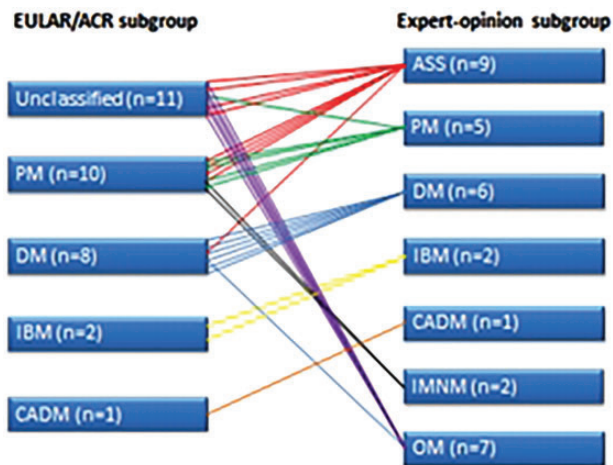 EULAR/ACR subgroup
Unclassified (n=11)
PM (n=10)
DM (n=8)
IBM (n=2)
CADM (n=1)
Expert-opinion subgroup
ASS (n=9)
PM (n=5)
DM (n=6)
IBM (n=2)
CADM (n=1)
IMNM (n=2)
OM (n=7)